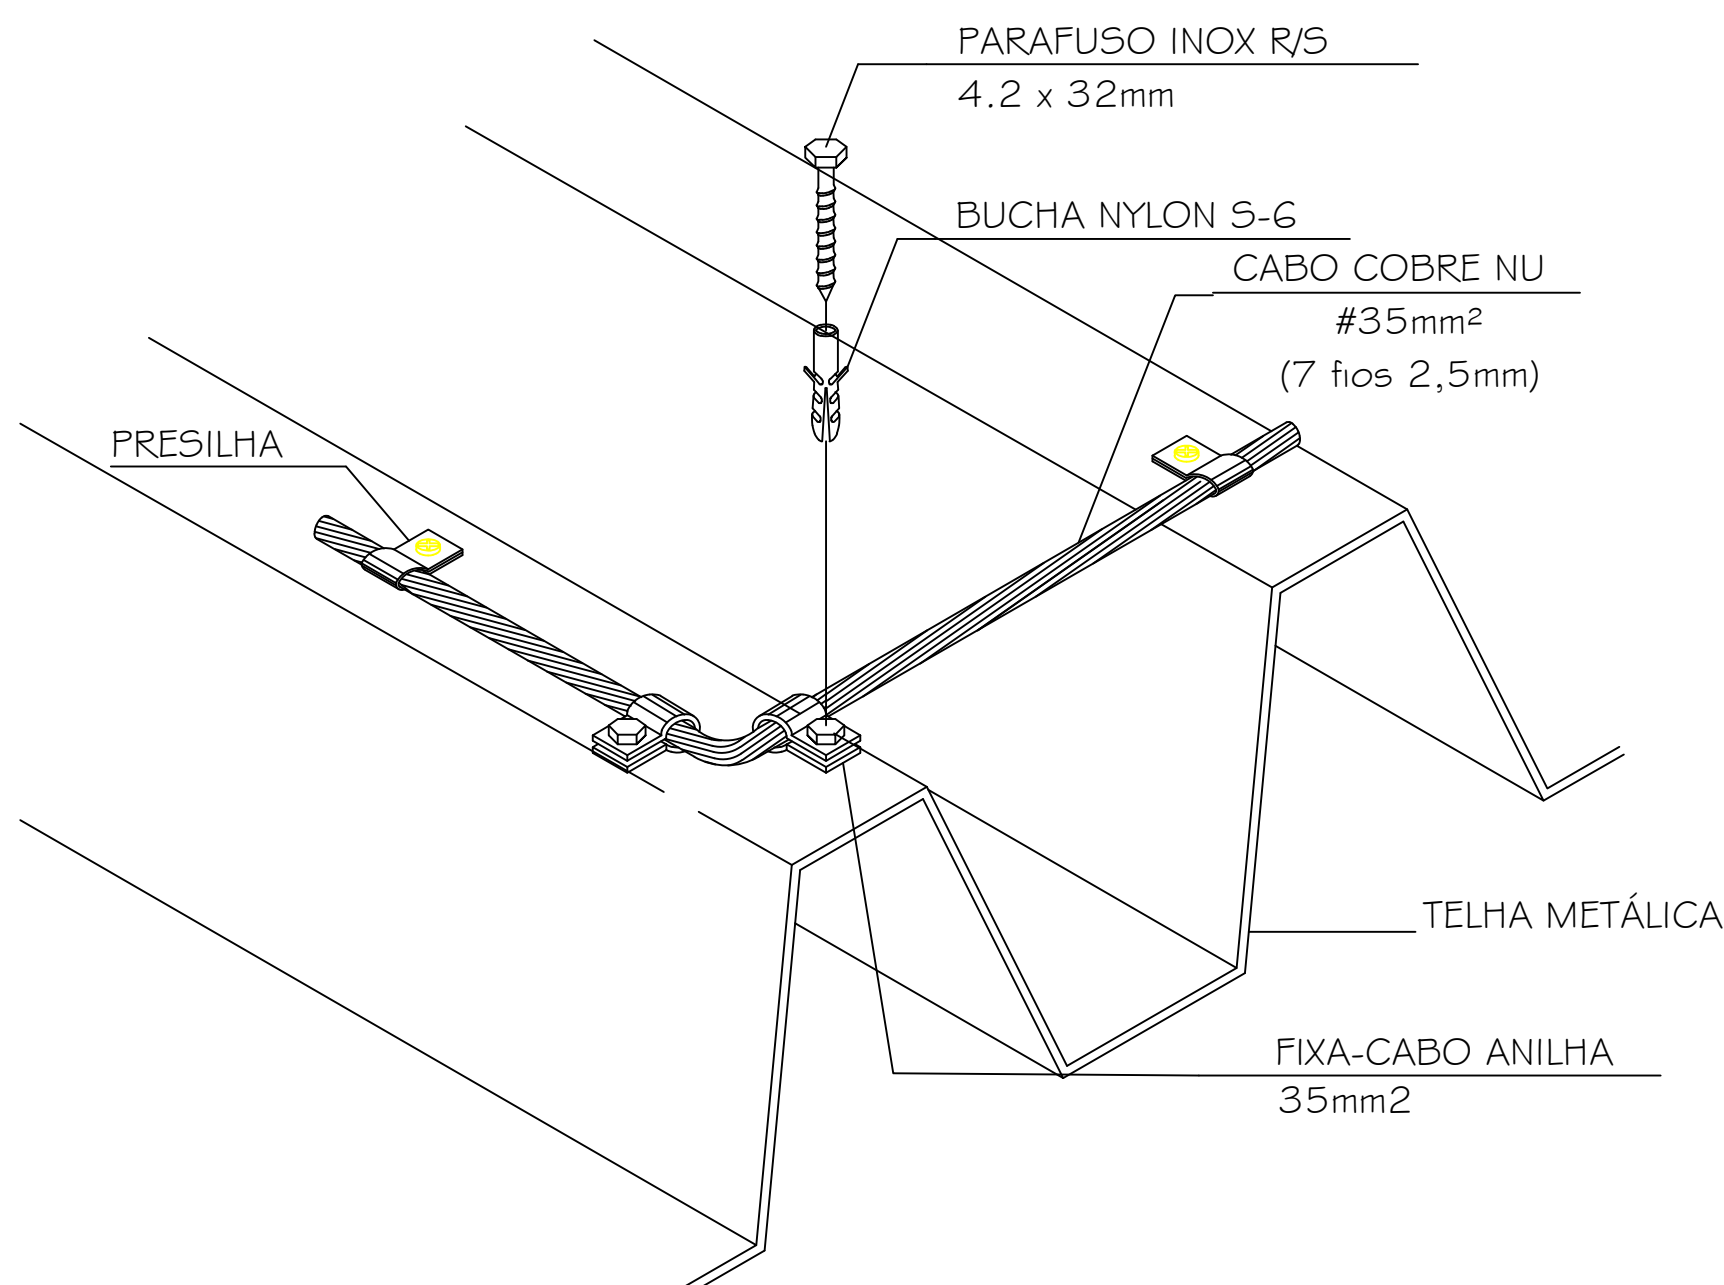 PARAFUSO INOX R/S
4.2 x 32mm
BUCHA NYLON S-6
CABO COBRE NU
#35mm²
(7 fios 2,5mm)
PRESILHA
TELHA METÁLICA
FIXA-CABO ANILHA
35mm2